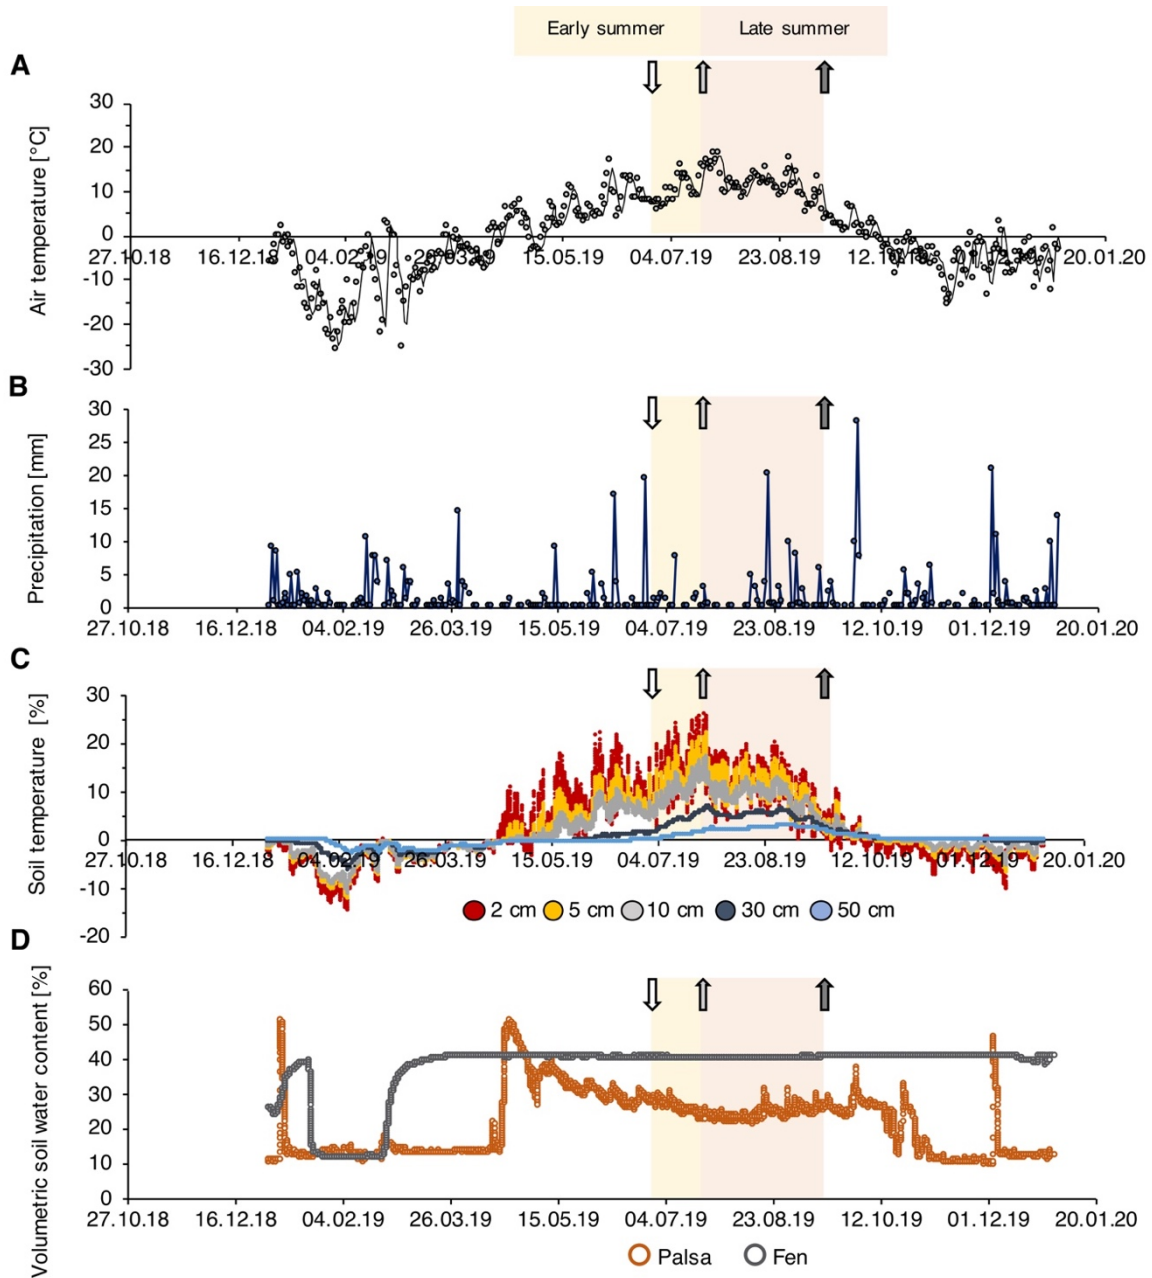 Early summer Late summer
A
Air temperature [°C]
30
20
10
0
-10
-20
-30
27.10.18 16.12.18 04.02.19 26.03.19 15.05.19 04.07.19 23.08.19 12.10.19 01.12.19 20.01.20
B
Precipitation [mm]
30
25
20
15
10
5
0
27.10.18 16.12.18 04.02.19 26.03.19 15.05.19 04.07.19 23.08.19 12.10.19 01.12.19 20.01.20
C
Soil temperature [%]
30
20
10
0
-10
-20
27.10.18 16.12.18 04.02.19 26.03.19 15.05.19 04.07.19 23.08.19 12.10.19 01.12.19 20.01.20
2 cm 5 cm 10 cm 30 cm 50 cm
D
Volumetric soil water content [%]
60
50
40
30
20
10
0
27.10.18 16.12.18 04.02.19 26.03.19 15.05.19 04.07.19 23.08.19 12.10.19 01.12.19 20.01.20
Palsa Fen